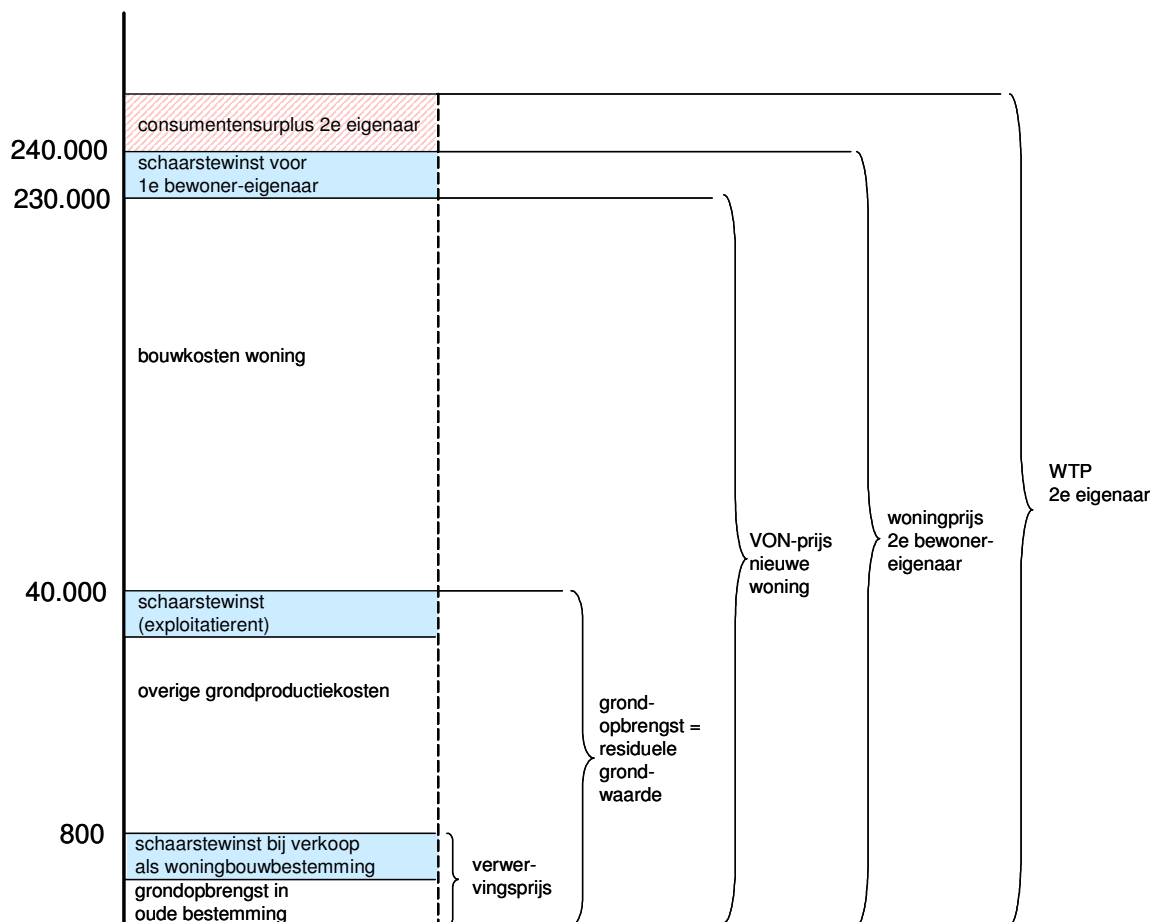 consumentensurplus 2e eigenaar
240.000
schaarstewinst voor
1e bewoner-eigenaar
230.000
bouwkosten woning
WTP
2e eigenaar
woningprijs
2e bewoner-
eigenaar
VON-prijs
nieuwe
woning
40.000
schaarstewinst
(exploitatierent)
overige grondproductiekosten
grond-
opbrengst =
residuele
grond-
waarde
800
schaarstewinst bij verkoop
als woningbouwbestemming
verwer-
vingsprijs
grondopbrengst in
oude bestemming